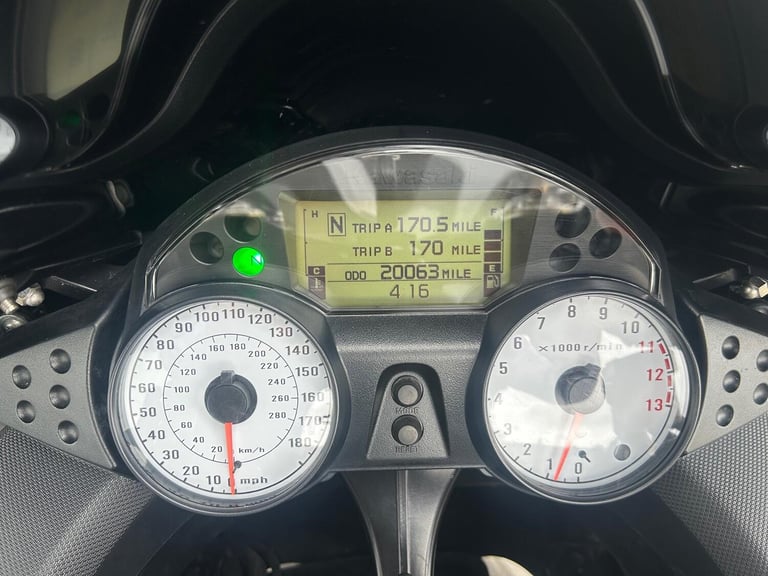 Kawasaki
H N TRIP A 170.5 MILE F
TRIP B 170 MILE
C ODO 20063 MILE E
4 16
0 10 20 30 40 50 60 70 80 90 100 110 120 130 140 150 160 170 180
mph
20 40 60 80 100 120 140 160 180 200 220 240 260 280
km/h
MODE
RESET
0 1 2 3 4 5 6 7 8 9 10 11 12 13
X1000r/min